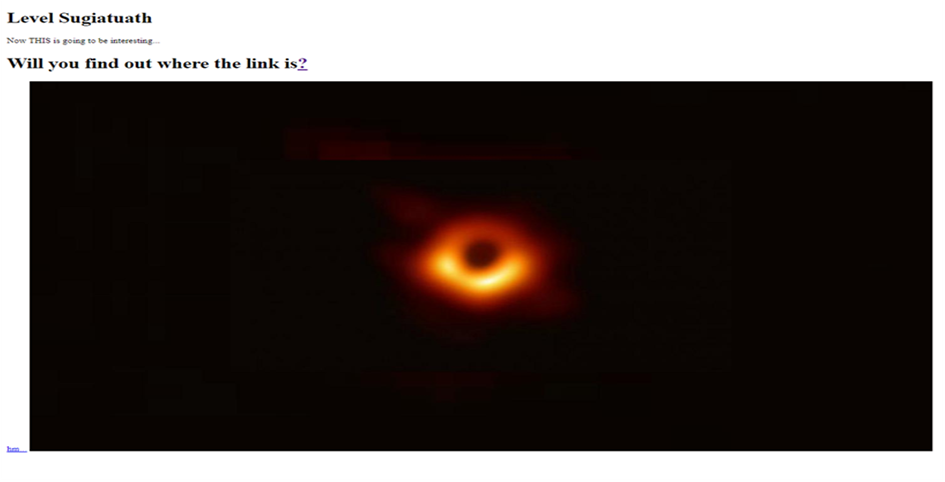 Level Sugiatuath
Now THIS is going to be interesting...
Will you find out where the link is?
hm...